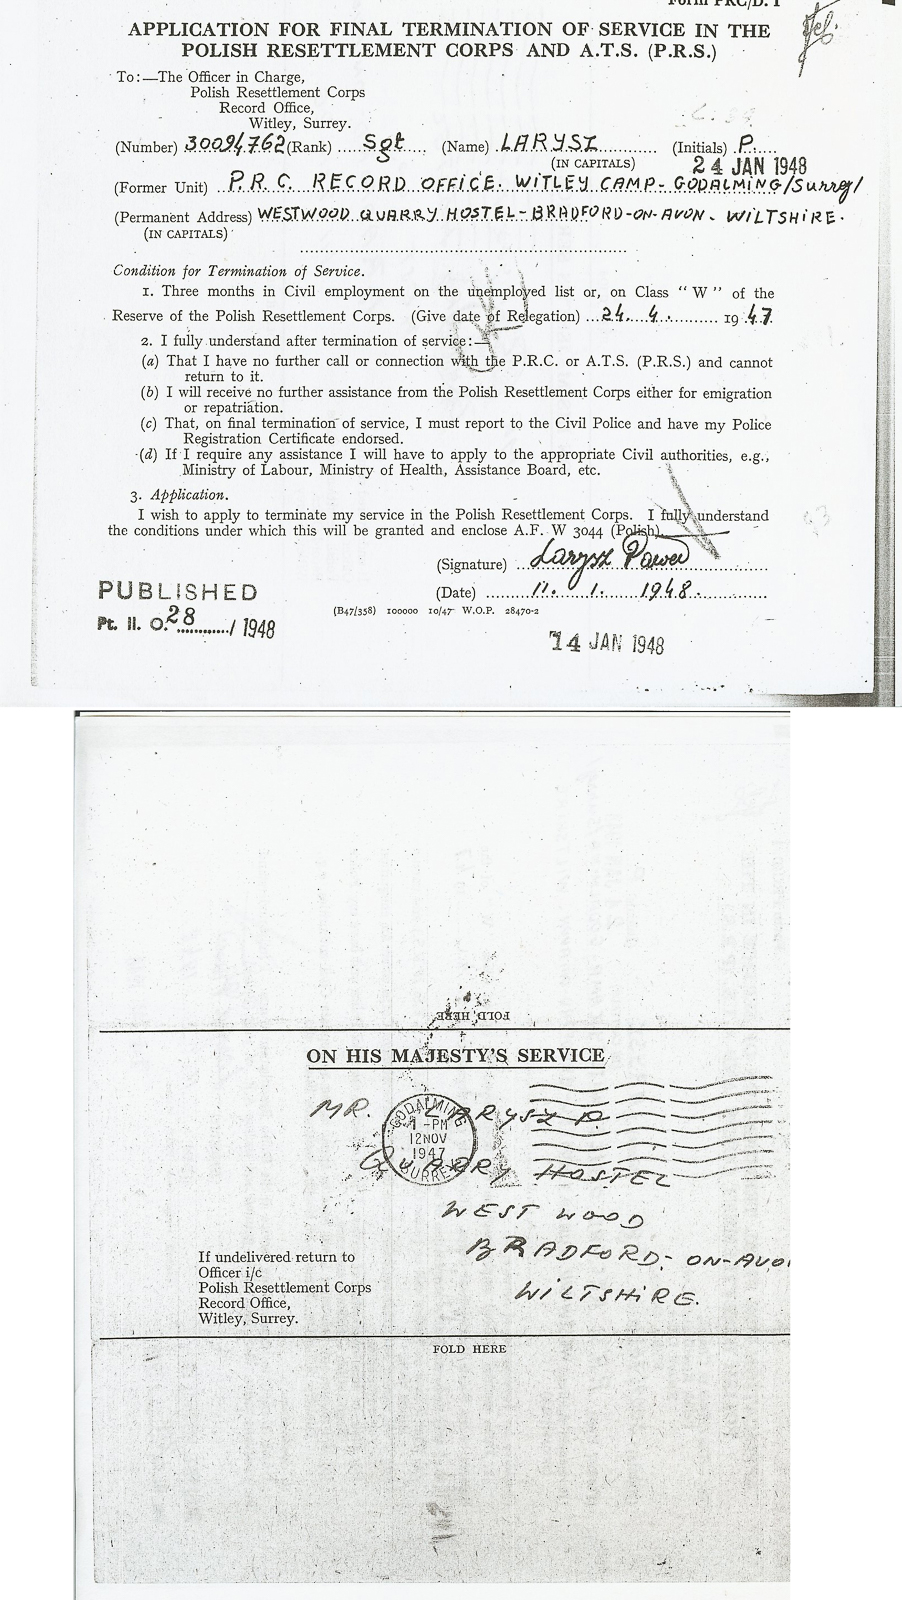 Form PRC/D. 1
APPLICATION FOR FINAL TERMINATION OF SERVICE IN THE
POLISH RESETTLEMENT CORPS AND A.T.S. (P.R.S.)
To:—The Officer in Charge,
Polish Resettlement Corps
Record Office,
Witley, Surrey.
(Number) 30094762 (Rank) Sgt (Name) LARYSZ (Initials) P.
(IN CAPITALS) 24 JAN 1948
(Former Unit) P.R.C. RECORD OFFICE. WITLEY CAMP - GODALMING/Surrey/
(Permanent Address) WESTWOOD QUARRY HOSTEL - BRADFORD-ON-AVON - WILTSHIRE.
(IN CAPITALS)
Condition for Termination of Service.
1. Three months in Civil employment on the unemployed list or, on Class "W" of the
Reserve of the Polish Resettlement Corps. (Give date of Relegation) 24. 4. 1947
2. I fully understand after termination of service:—
(a) That I have no further call or connection with the P.R.C. or A.T.S. (P.R.S.) and cannot
return to it.
(b) I will receive no further assistance from the Polish Resettlement Corps either for emigration
or repatriation.
(c) That, on final termination of service, I must report to the Civil Police and have my Police
Registration Certificate endorsed.
(d) If I require any assistance I will have to apply to the appropriate Civil authorities, e.g.,
Ministry of Labour, Ministry of Health, Assistance Board, etc.
3. Application.
I wish to apply to terminate my service in the Polish Resettlement Corps. I fully understand
the conditions under which this will be granted and enclose A.F. W 3044 (Polish)
(Signature) Larysz Paweł
PUBLISHED
(Date) 11. 1. 1948.
(B47/358) 100000 10/47 W.O.P. 28470-2
Pt. II. O. 28 / 1948
14 JAN 1948
FOLD HERE
ON HIS MAJESTY'S SERVICE
MR. LARYSZ P.
GODALMING
1 -PM
12 NOV
1947
SURREY
QUARRY HOSTEL
WEST WOOD
BRADFORD-ON-AVO
WILTSHIRE.
If undelivered return to
Officer i/c
Polish Resettlement Corps
Record Office,
Witley, Surrey.
FOLD HERE